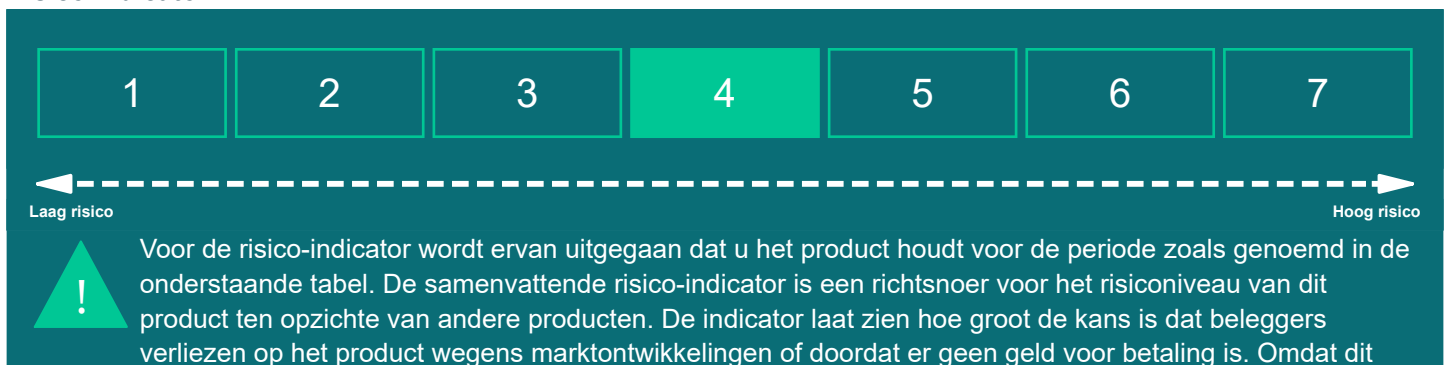 1 2 3 4 5 6 7
Laag risico Hoog risico
Voor de risico-indicator wordt ervan uitgegaan dat u het product houdt voor de periode zoals genoemd in de
! onderstaande tabel. De samenvattende risico-indicator is een richtsnoer voor het risiconiveau van dit
product ten opzichte van andere producten. De indicator laat zien hoe groot de kans is dat beleggers
verliezen op het product wegens marktontwikkelingen of doordat er geen geld voor betaling is. Omdat dit